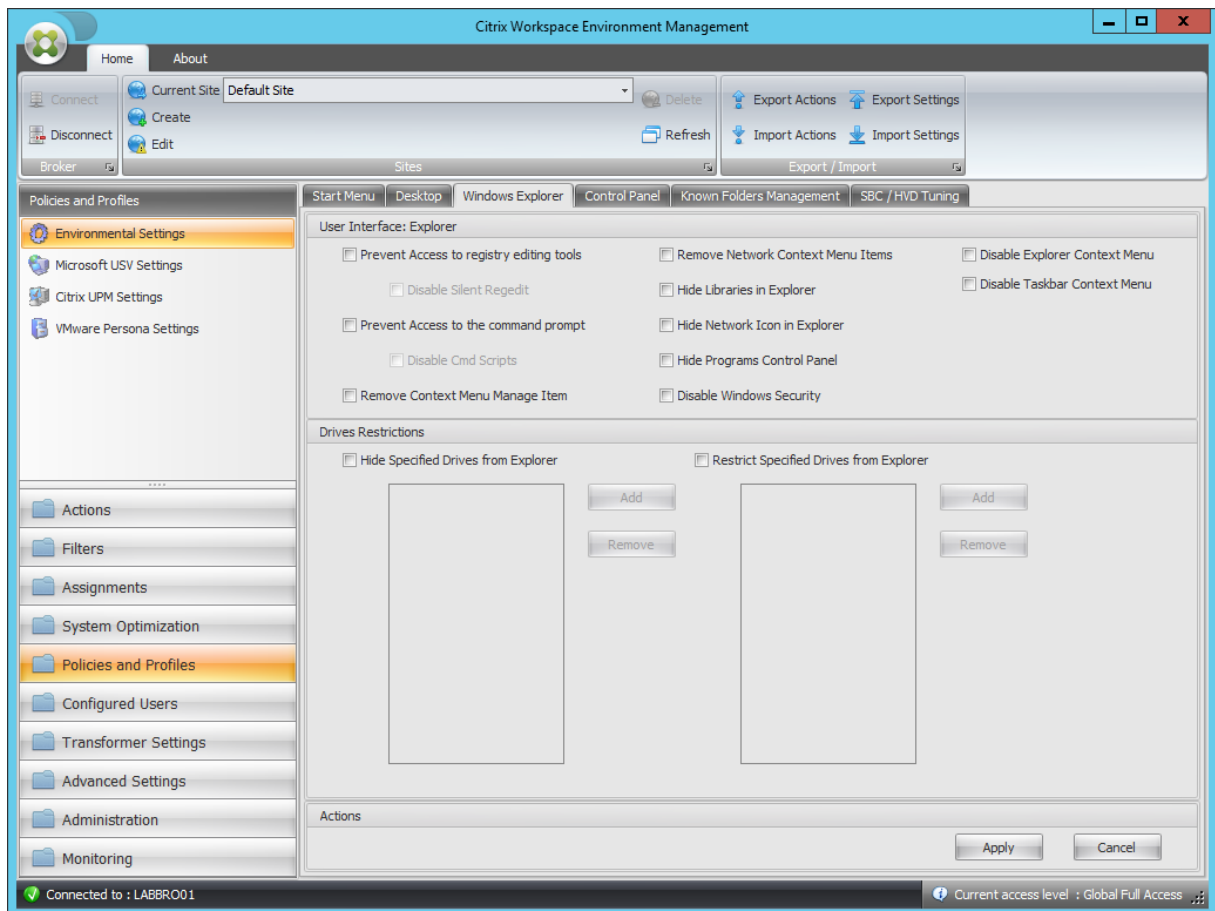 Citrix Workspace Environment Management
Home About
Connect
Disconnect
Broker
Current Site Default Site
Create
Edit
Delete
Refresh
Sites
Export Actions Export Settings
Import Actions Import Settings
Export / Import
Policies and Profiles
Environmental Settings
Microsoft USV Settings
Citrix UPM Settings
VMware Persona Settings
Actions
Filters
Assignments
System Optimization
Policies and Profiles
Configured Users
Transformer Settings
Advanced Settings
Administration
Monitoring
Start Menu Desktop Windows Explorer Control Panel Known Folders Management SBC / HVD Tuning
User Interface: Explorer
Prevent Access to registry editing tools
Disable Silent Regedit
Prevent Access to the command prompt
Disable Cmd Scripts
Remove Context Menu Manage Item
Remove Network Context Menu Items
Hide Libraries in Explorer
Hide Network Icon in Explorer
Hide Programs Control Panel
Disable Windows Security
Disable Explorer Context Menu
Disable Taskbar Context Menu
Drives Restrictions
Hide Specified Drives from Explorer
Add
Remove
Restrict Specified Drives from Explorer
Add
Remove
Actions
Apply Cancel
Connected to : LABBRO01
Current access level : Global Full Access